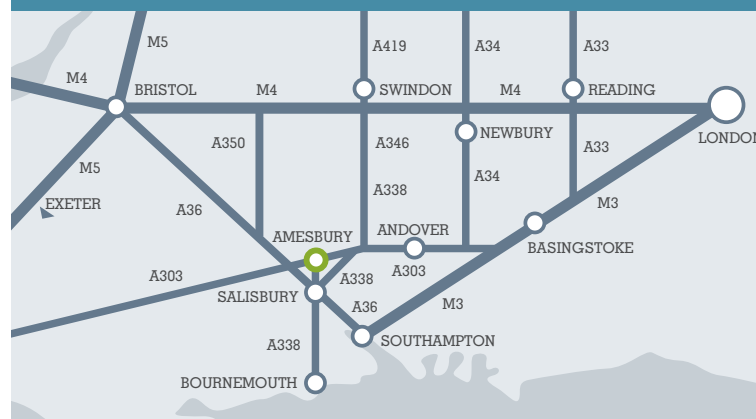 M5
A419
A34
A33
M4
BRISTOL
M4
SWINDON
M4
READING
LONDON
A350
A346
NEWBURY
A33
M5
A338
A34
EXETER
A36
M3
AMESBURY
ANDOVER
BASINGSTOKE
A303
A338
A303
SALISBURY
A36
M3
A338
SOUTHAMPTON
BOURNEMOUTH